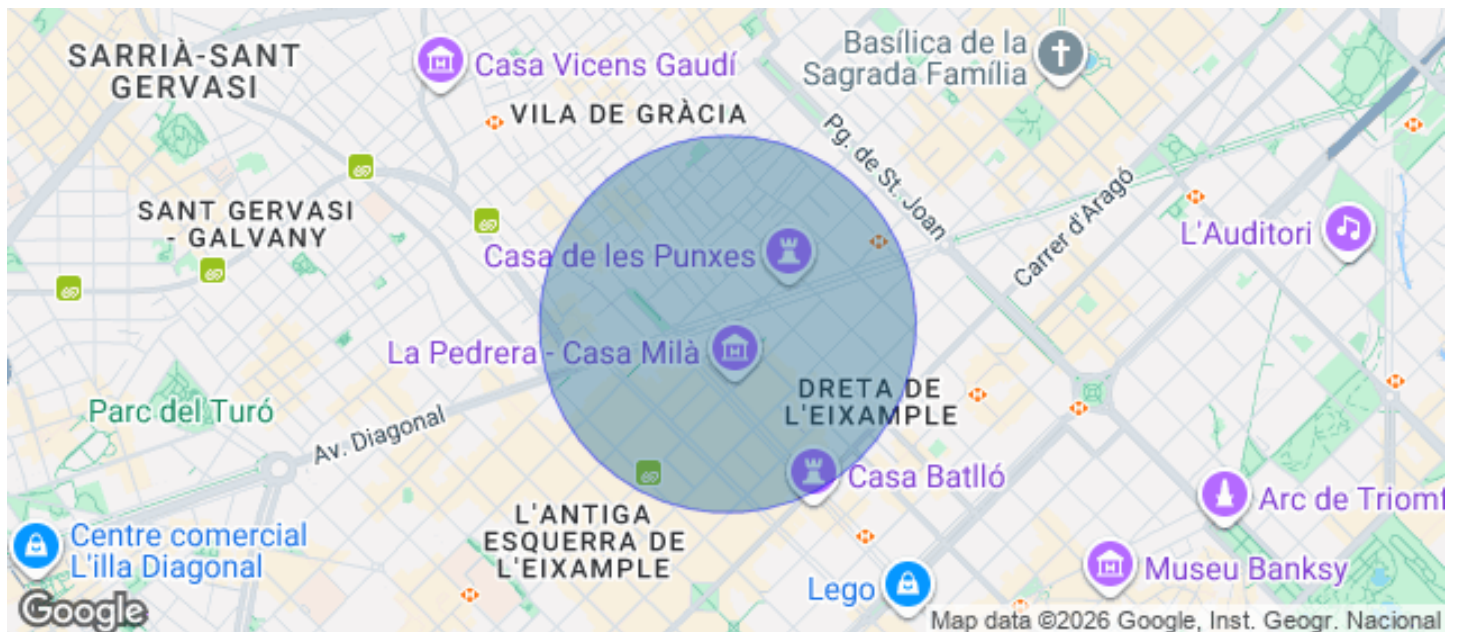 SARRIÀ-SANT
GERVASI
Casa Vicens Gaudí
Basílica de la
Sagrada Família
VILA DE GRÀCIA
Pg. de St. Joan
Carrer d'Aragó
SANT GERVASI
- GALVANY
L'Auditori
Casa de les Punxes
La Pedrera - Casa Milà
DRETA DE
L'EIXAMPLE
Parc del Turó
Av. Diagonal
Casa Batlló
Arc de Triomf
L'ANTIGA
ESQUERRA DE
L'EIXAMPLE
Centre comercial
L'illa Diagonal
Museu Banksy
Lego
Google
Map data ©2026 Google, Inst. Geogr. Nacional